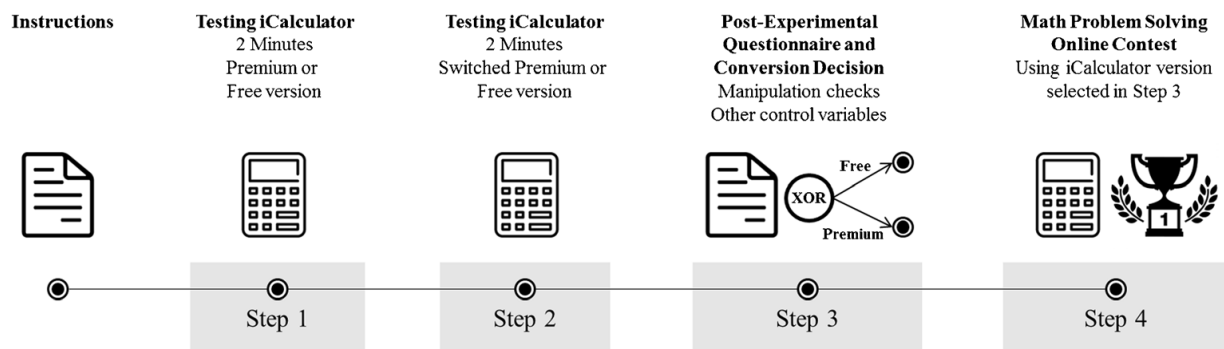 Instructions
Testing iCalculator
2 Minutes
Premium or
Free version
Testing iCalculator
2 Minutes
Switched Premium or
Free version
Post-Experimental
Questionnaire and
Conversion Decision
Manipulation checks
Other control variables
Math Problem Solving
Online Contest
Using iCalculator version
selected in Step 3
Free
XOR
Premium
1
Step 1
Step 2
Step 3
Step 4